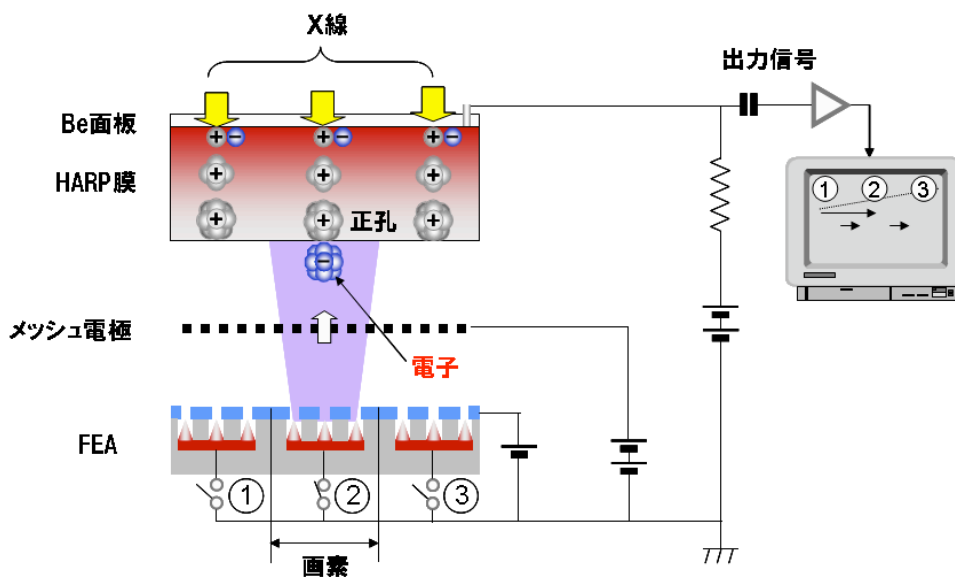 X線
出力信号
Be面板
HARP膜
正孔
① ② ③
メッシュ電極
電子
FEA
① ② ③
画素